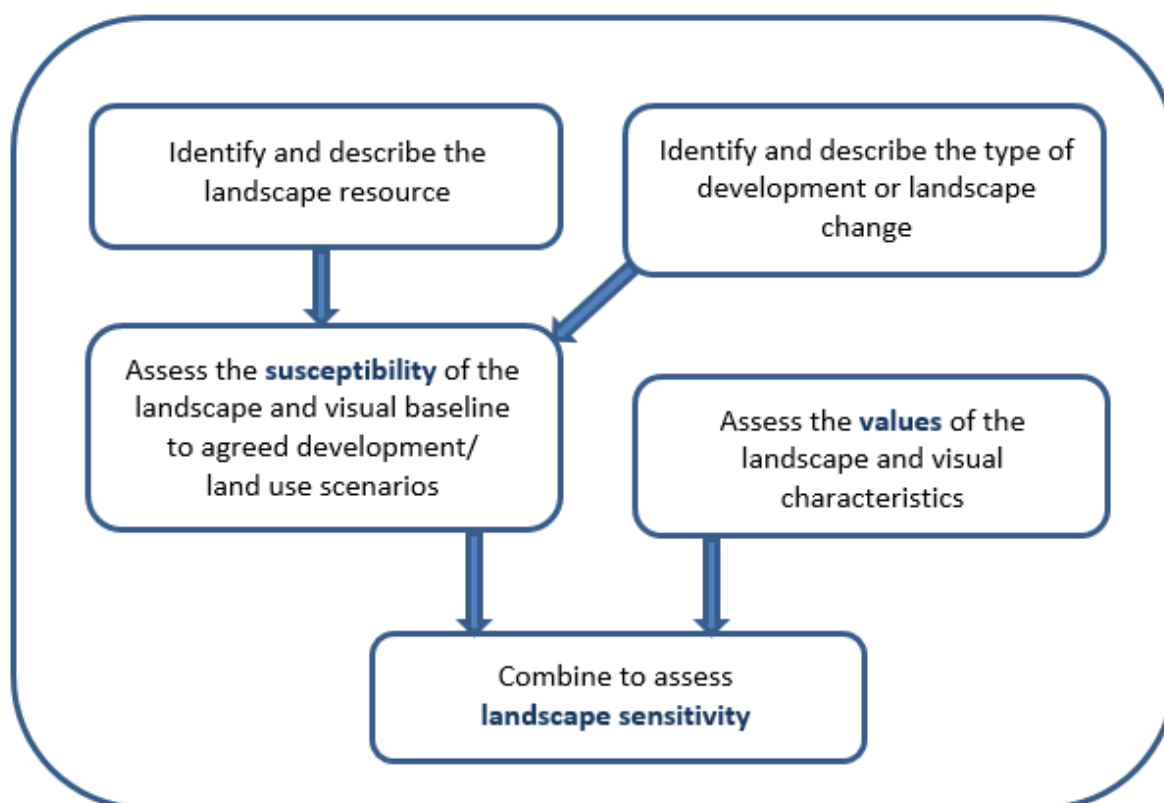 Identify and describe the
landscape resource
Identify and describe the type of
development or landscape
change
Assess the susceptibility of the
landscape and visual baseline
to agreed development/
land use scenarios
Assess the values of the
landscape and visual
characteristics
Combine to assess
landscape sensitivity